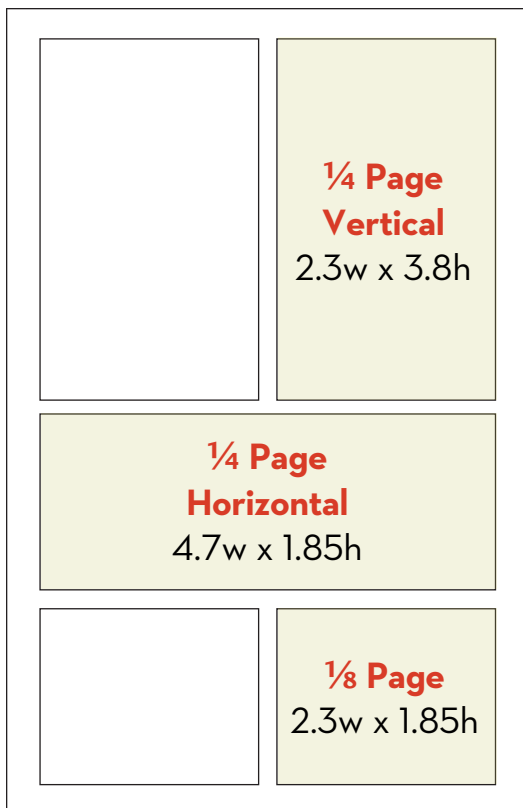 ¼ Page
Vertical
2.3w x 3.8h
¼ Page
Horizontal
4.7w x 1.85h
⅛ Page
2.3w x 1.85h